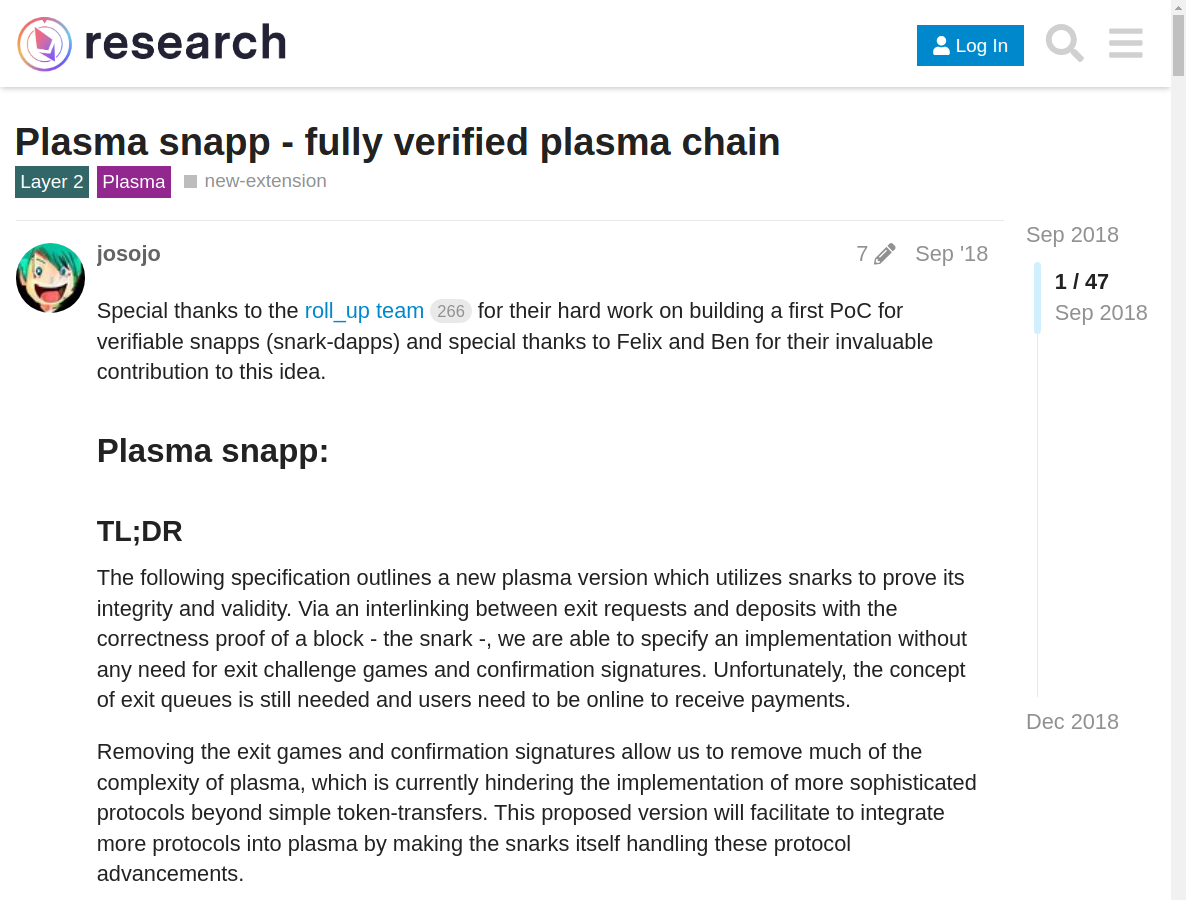 research
Log In
Plasma snapp - fully verified plasma chain
Layer 2 Plasma new-extension
josojo
7 Sep '18
Special thanks to the roll_up team 266 for their hard work on building a first PoC for
verifiable snapps (snark-dapps) and special thanks to Felix and Ben for their invaluable
contribution to this idea.
Plasma snapp:
TL;DR
The following specification outlines a new plasma version which utilizes snarks to prove its
integrity and validity. Via an interlinking between exit requests and deposits with the
correctness proof of a block - the snark -, we are able to specify an implementation without
any need for exit challenge games and confirmation signatures. Unfortunately, the concept
of exit queues is still needed and users need to be online to receive payments.
Removing the exit games and confirmation signatures allow us to remove much of the
complexity of plasma, which is currently hindering the implementation of more sophisticated
protocols beyond simple token-transfers. This proposed version will facilitate to integrate
more protocols into plasma by making the snarks itself handling these protocol
advancements.
Sep 2018
1 / 47
Sep 2018
Dec 2018